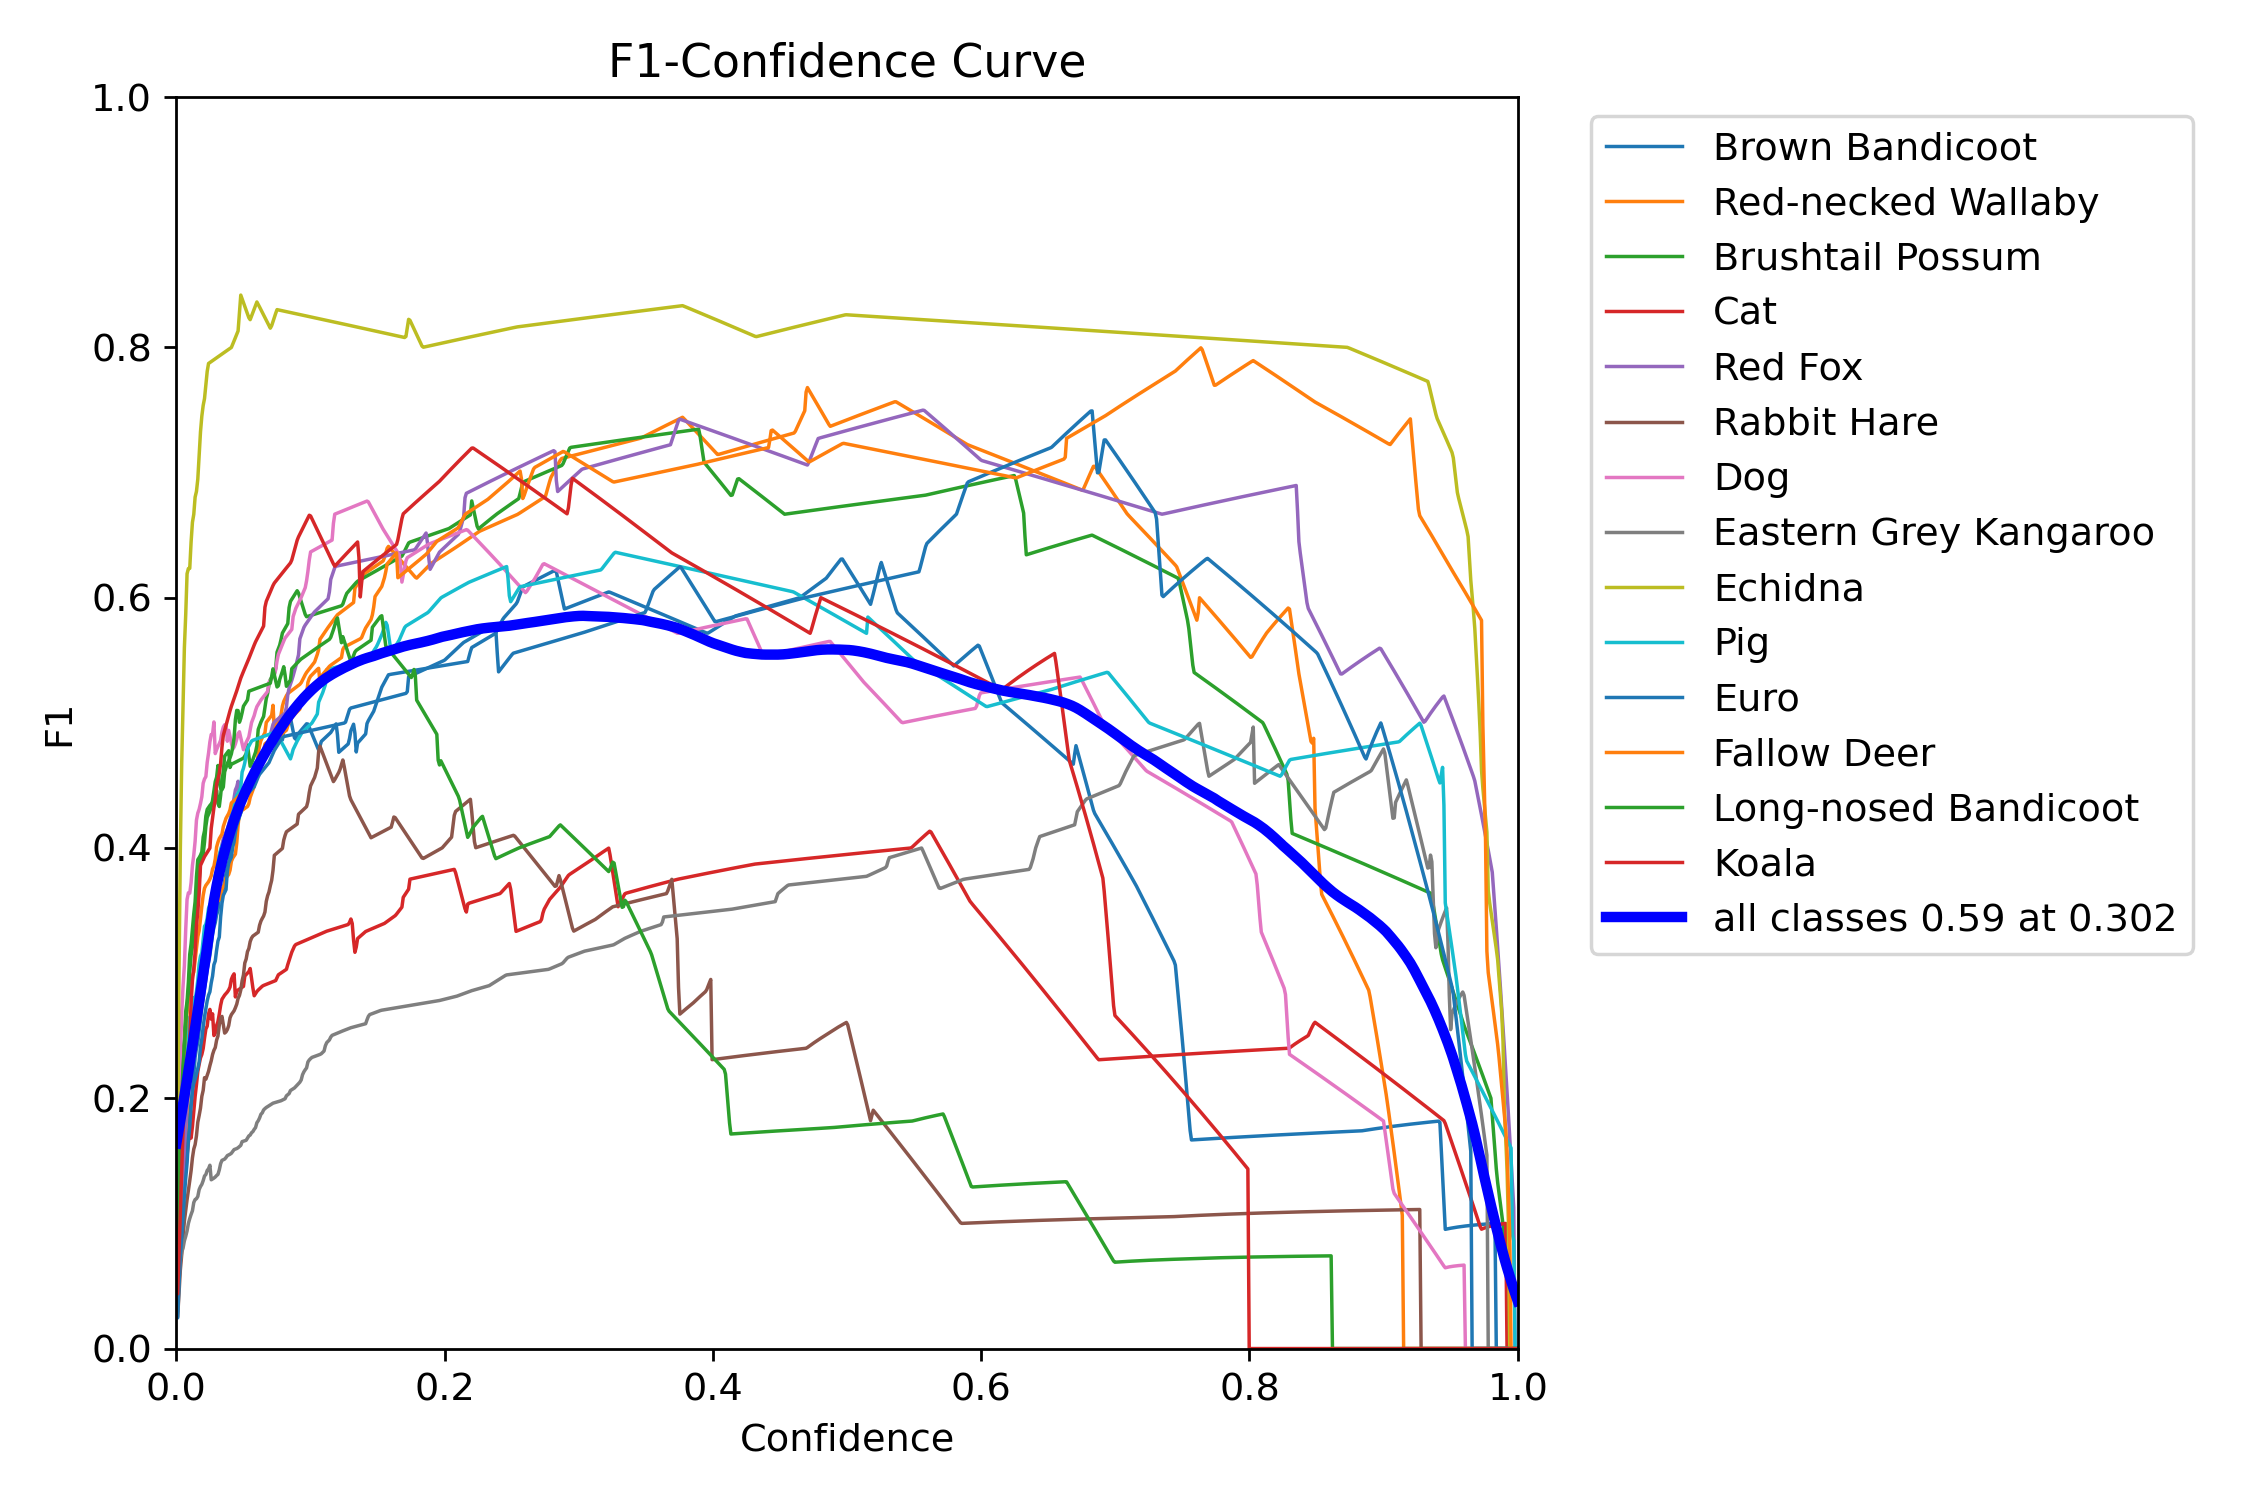 F1-Confidence Curve
1.0
0.8
0.6
0.4
0.2
0.0
F1
0.0 0.2 0.4 0.6 0.8 1.0
Confidence
Brown Bandicoot
Red-necked Wallaby
Brushtail Possum
Cat
Red Fox
Rabbit Hare
Dog
Eastern Grey Kangaroo
Echidna
Pig
Euro
Fallow Deer
Long-nosed Bandicoot
Koala
all classes 0.59 at 0.302